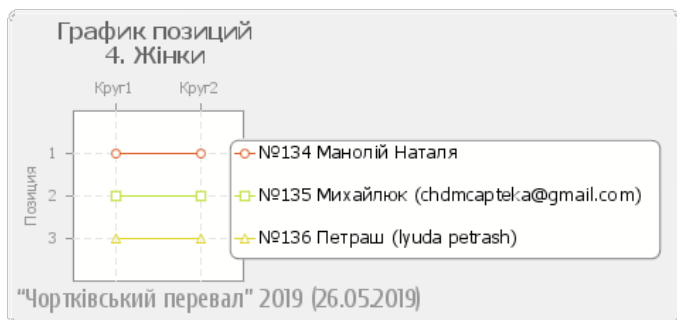 График позиций
4. Жінки
Круг1 Круг2
Позиция
1 №134 Манолій Наталя
2 №135 Михайлюк (chdmcapteka@gmail.com)
3 №136 Петраш (lyuda petrash)
“Чортківський перевал” 2019 (26.05.2019)